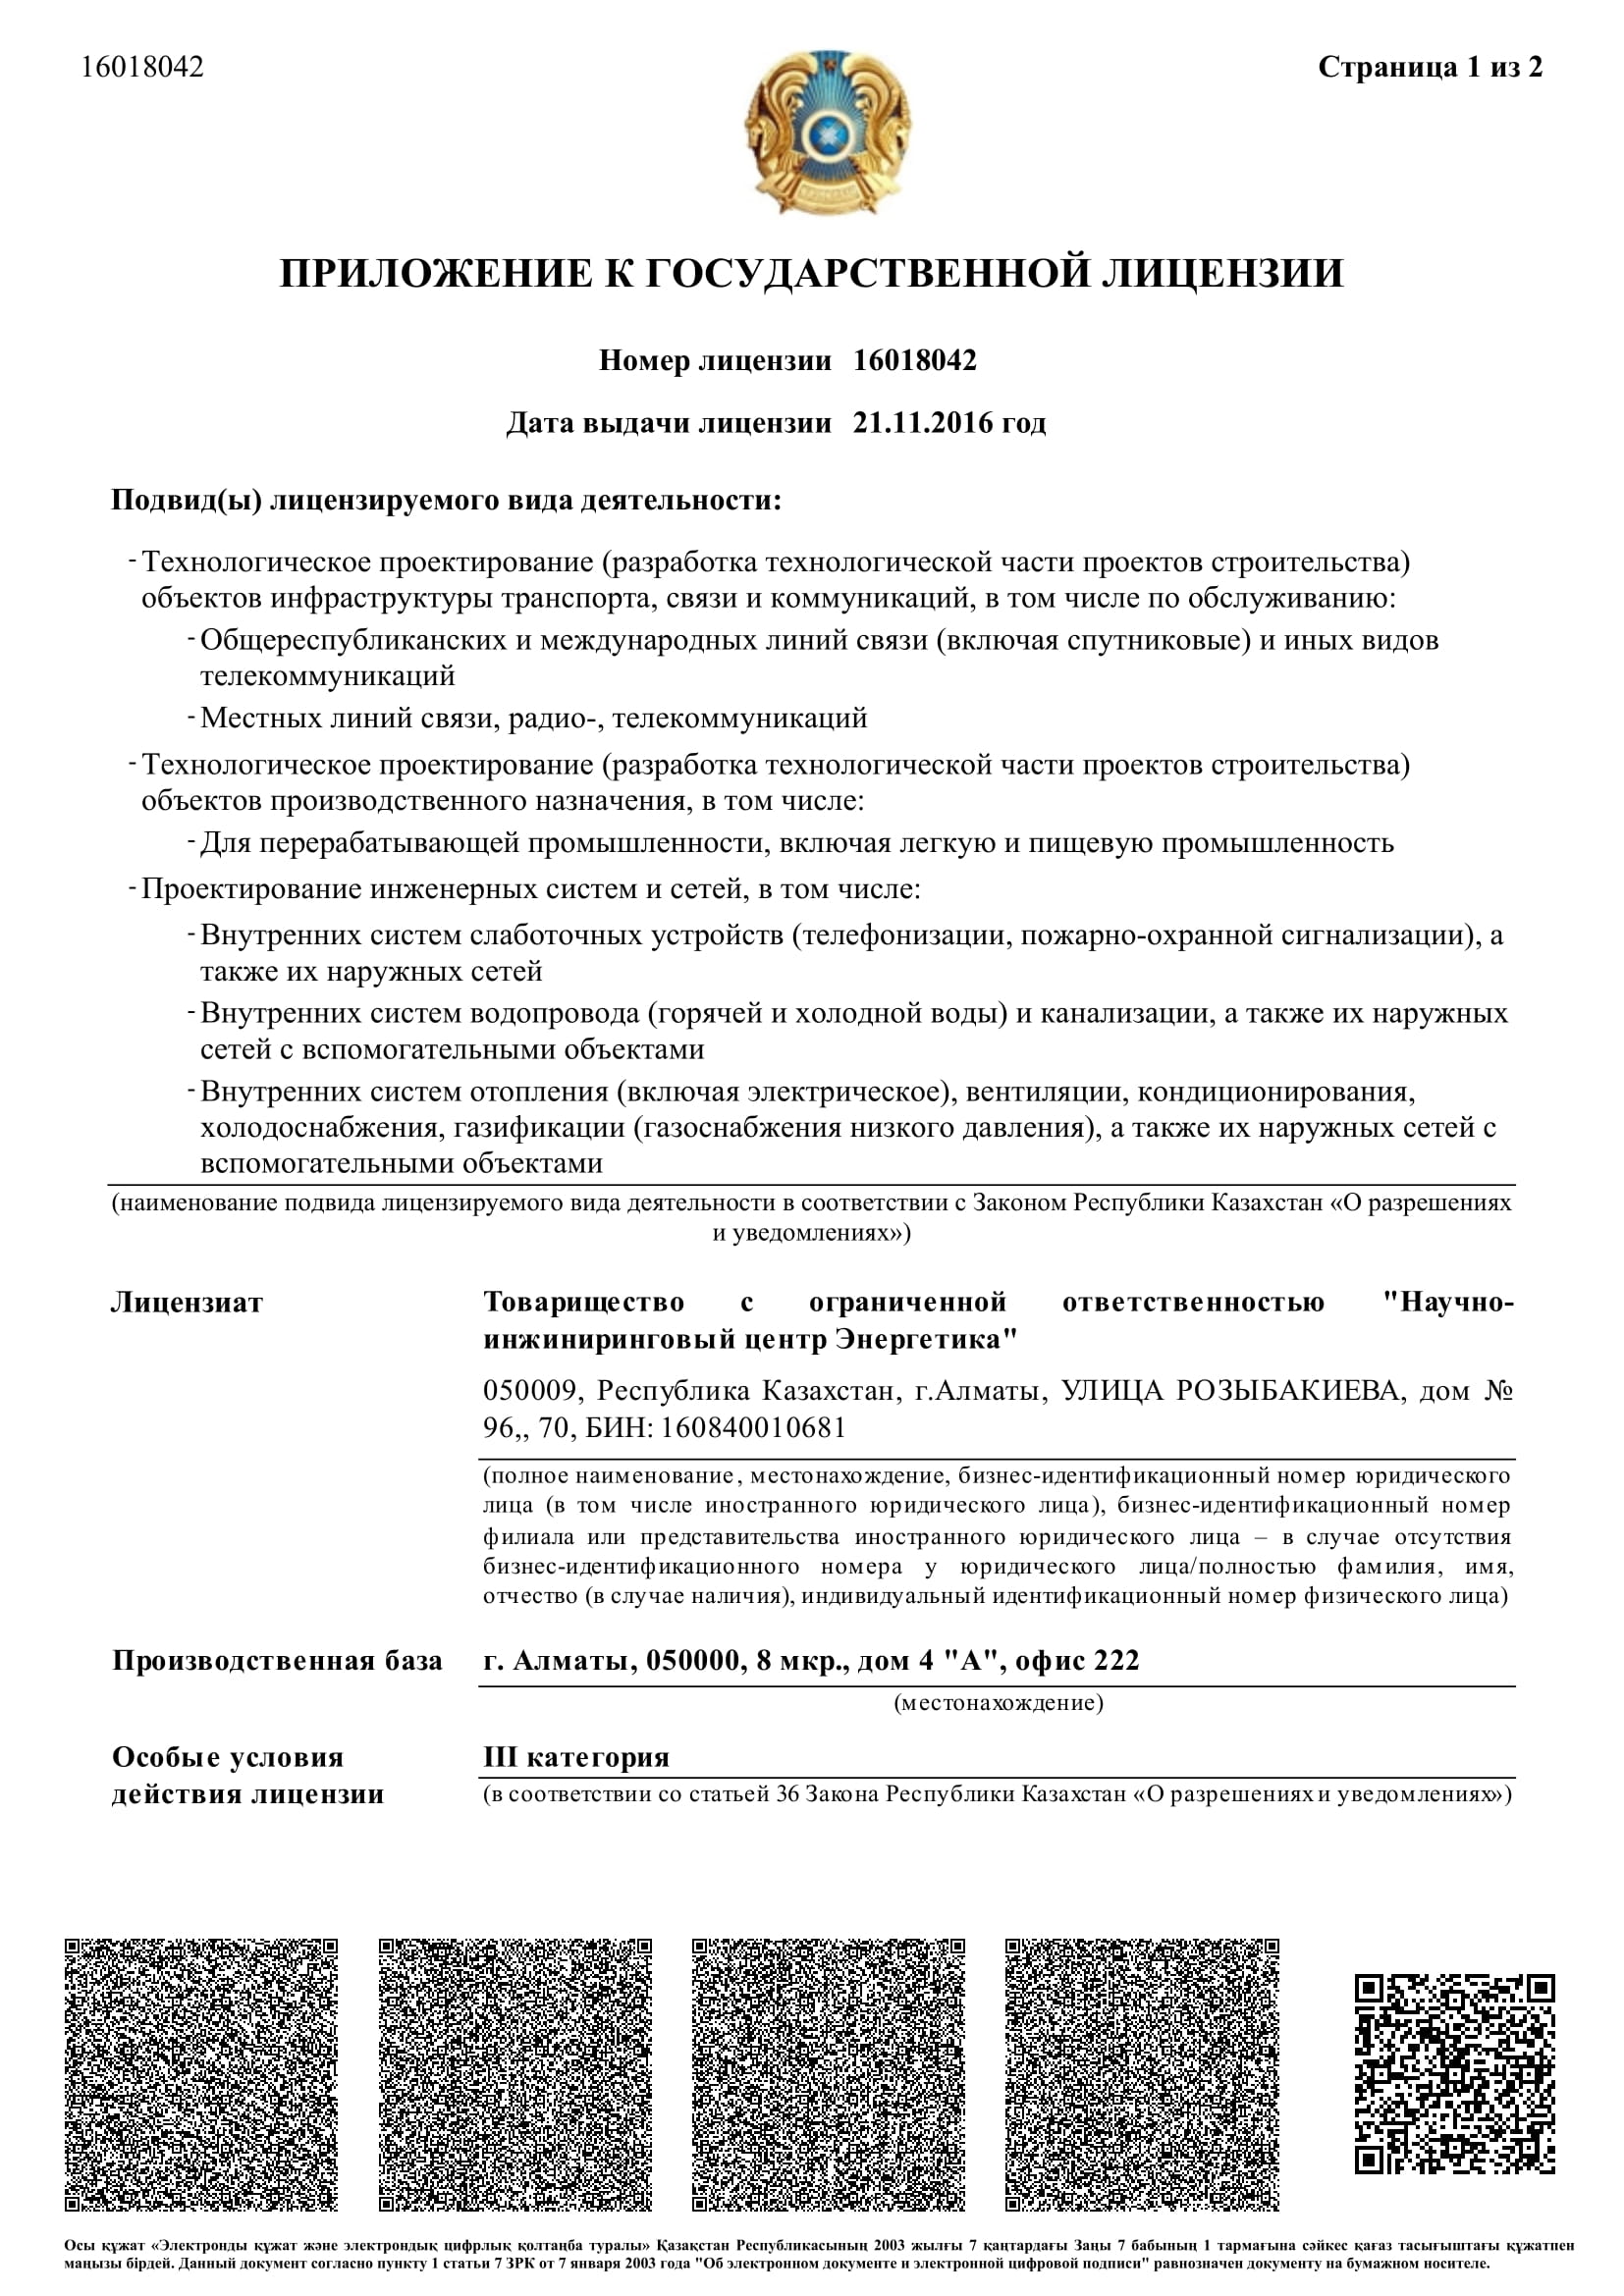 16018042
Страница 1 из 2
ПРИЛОЖЕНИЕ К ГОСУДАРСТВЕННОЙ ЛИЦЕНЗИИ
Номер лицензии 16018042
Дата выдачи лицензии 21.11.2016 год
Подвид(ы) лицензируемого вида деятельности:
- Технологическое проектирование (разработка технологической части проектов строительства)
объектов инфраструктуры транспорта, связи и коммуникаций, в том числе по обслуживанию:
- Общереспубликанских и международных линий связи (включая спутниковые) и иных видов
телекоммуникаций
- Местных линий связи, радио-, телекоммуникаций
- Технологическое проектирование (разработка технологической части проектов строительства)
объектов производственного назначения, в том числе:
- Для перерабатывающей промышленности, включая легкую и пищевую промышленность
- Проектирование инженерных систем и сетей, в том числе:
- Внутренних систем слаботочных устройств (телефонизации, пожарно-охранной сигнализации), а
также их наружных сетей
- Внутренних систем водопровода (горячей и холодной воды) и канализации, а также их наружных
сетей с вспомогательными объектами
- Внутренних систем отопления (включая электрическое), вентиляции, кондиционирования,
холодоснабжения, газификации (газоснабжения низкого давления), а также их наружных сетей с
вспомогательными объектами
(наименование подвида лицензируемого вида деятельности в соответствии с Законом Республики Казахстан «О разрешениях
и уведомлениях»)
Лицензиат
Товарищество с ограниченной ответственностью "Научно-
инжиниринговый центр Энергетика"
050009, Республика Казахстан, г.Алматы, УЛИЦА РОЗЫБАКИЕВА, дом №
96,, 70, БИН: 160840010681
(полное наименование, местонахождение, бизнес-идентификационный номер юридического
лица (в том числе иностранного юридического лица), бизнес-идентификационный номер
филиала или представительства иностранного юридического лица – в случае отсутствия
бизнес-идентификационного номера у юридического лица/полностью фамилия, имя,
отчество (в случае наличия), индивидуальный идентификационный номер физического лица)
Производственная база
г. Алматы, 050000, 8 мкр., дом 4 "А", офис 222
(местонахождение)
Особые условия
действия лицензии
III категория
(в соответствии со статьей 36 Закона Республики Казахстан «О разрешениях и уведомлениях»)
Осы құжат «Электронды құжат және электрондық цифрлық қолтаңба туралы» Қазақстан Республикасының 2003 жылғы 7 қаңтардағы Заңы 7 бабының 1 тармағына сәйкес қағаз тасығыштағы құжатпен
маңызы бірдей. Данный документ согласно пункту 1 статьи 7 ЗРК от 7 января 2003 года "Об электронном документе и электронной цифровой подписи" равнозначен документу на бумажном носителе.